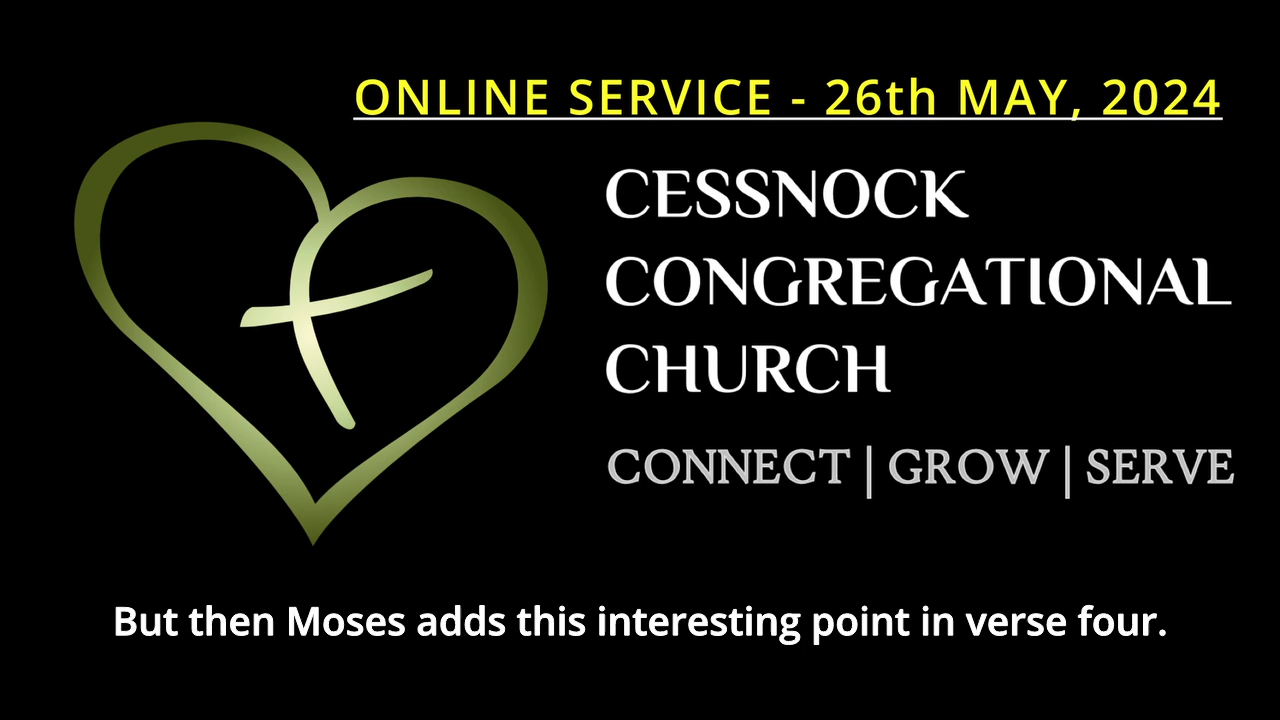 ONLINE SERVICE - 26th MAY, 2024
CESSNOCK
CONGREGATIONAL
CHURCH
CONNECT | GROW | SERVE
But then Moses adds this interesting point in verse four.